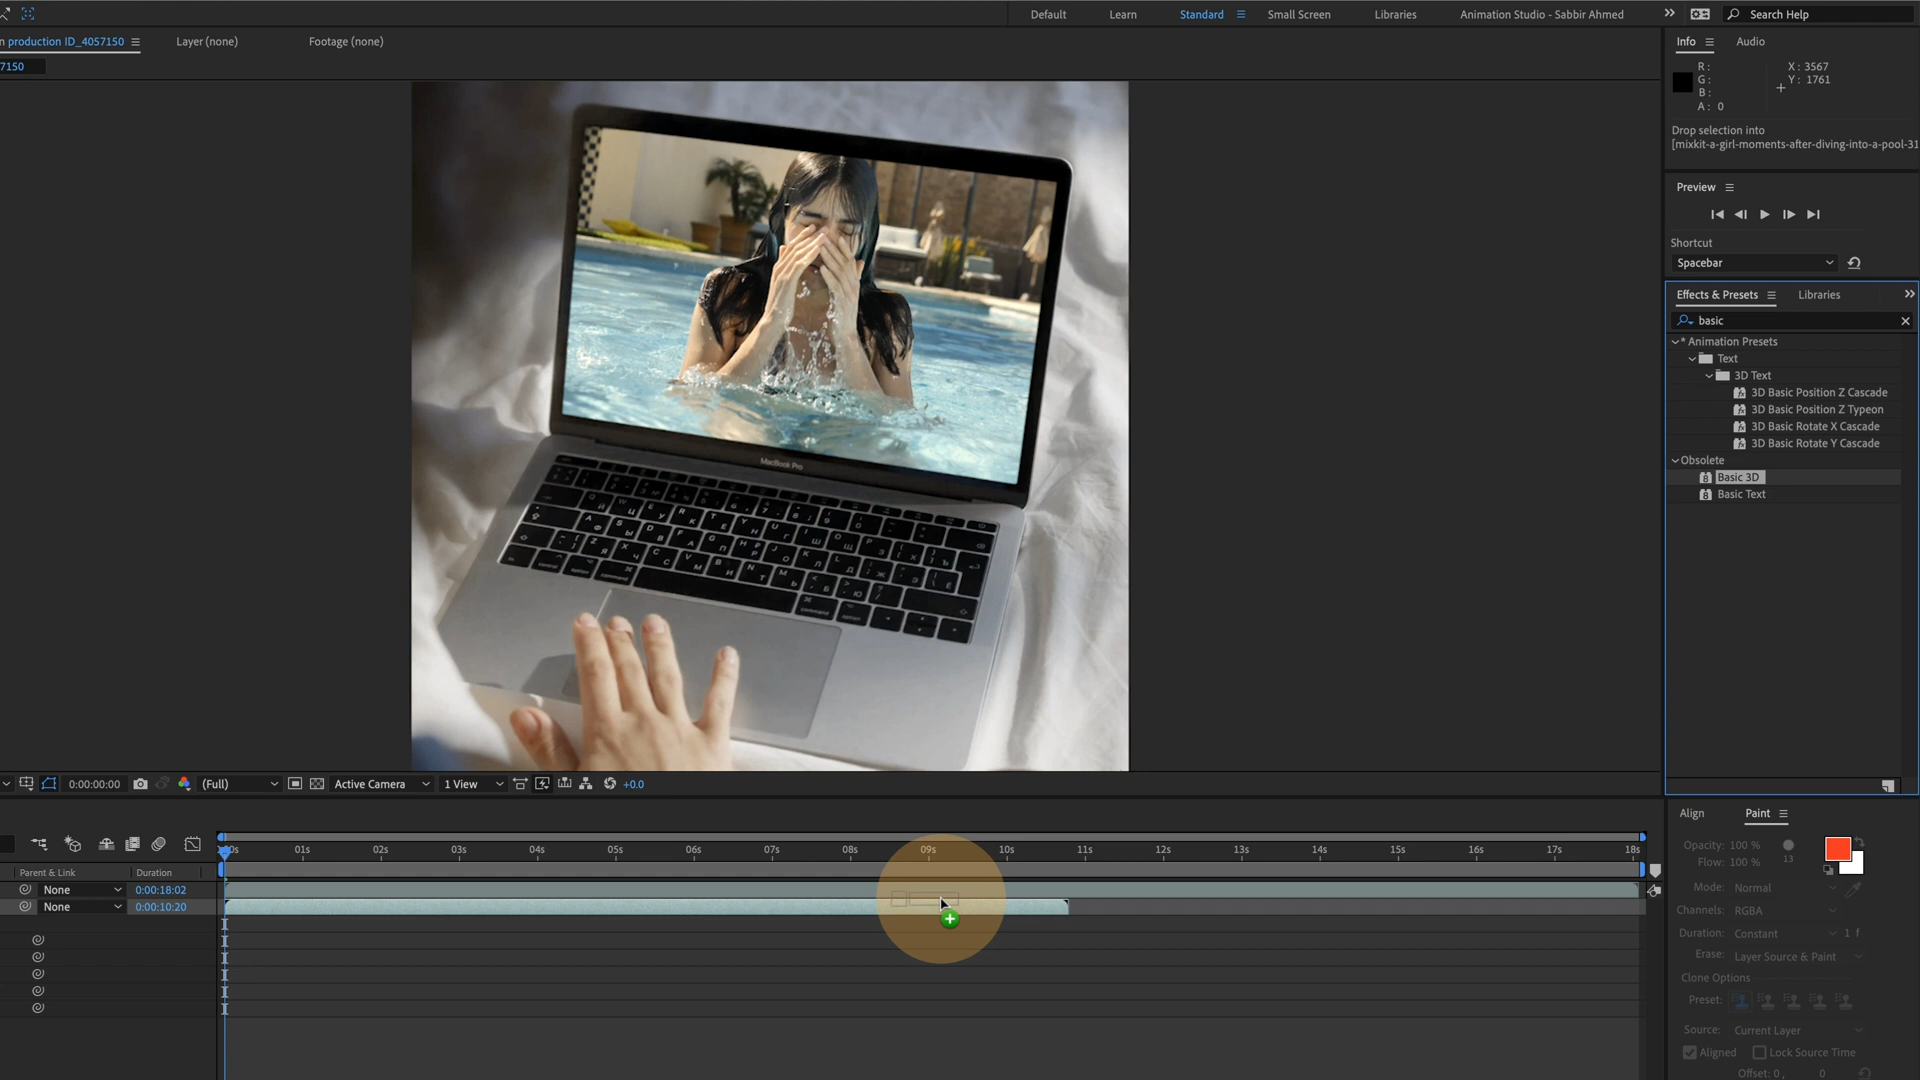 Default Learn Standard Small Screen Libraries Animation Studio - Sabbir Ahmed Search Help
n production ID_4057150 Layer (none) Footage (none) Info Audio
7150
R : X : 3567
G : Y : 1761
B :
A : 0
Drop selection into
[mixkit-a-girl-moments-after-diving-into-a-pool-31
Preview
Shortcut
Spacebar
Effects & Presets Libraries
basic
* Animation Presets
Text
3D Text
3D Basic Position Z Cascade
3D Basic Position Z Typeon
3D Basic Rotate X Cascade
3D Basic Rotate Y Cascade
Obsolete
Basic 3D
Basic Text
MacBook Pro
0:00:00:00 (Full) Active Camera 1 View +0.0
Align Paint
01s 02s 03s 04s 05s 06s 07s 08s 09s 10s 11s 12s 13s 14s 15s 16s 17s 18s
Parent & Link Duration
None 0:00:18:02
None 0:00:10:20
Opacity: 100 %
Flow: 100 % 13
Mode: Normal
Channels: RGBA
Duration: Constant 1 f
Erase: Layer Source & Paint
Clone Options
Preset:
Source: Current Layer
Aligned Lock Source Time
Offset: 0 , 0